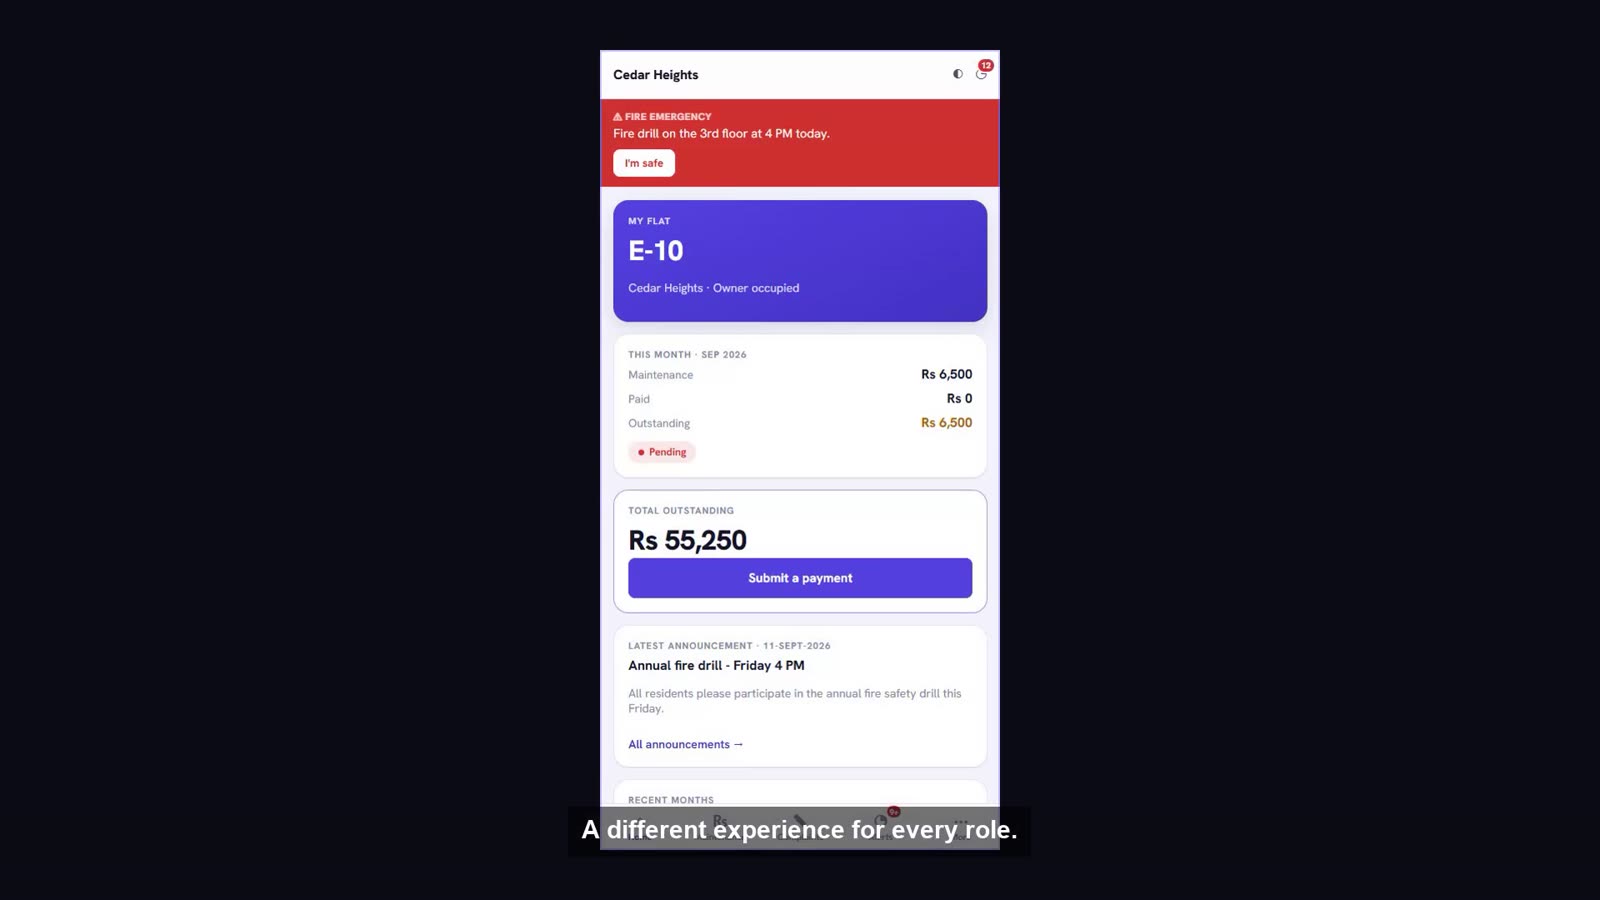 Cedar Heights
12
⚠ FIRE EMERGENCY
Fire drill on the 3rd floor at 4 PM today.
I'm safe
MY FLAT
E-10
Cedar Heights · Owner occupied
THIS MONTH · SEP 2026
Maintenance Rs 6,500
Paid Rs 0
Outstanding Rs 6,500
Pending
TOTAL OUTSTANDING
Rs 55,250
Submit a payment
LATEST ANNOUNCEMENT · 11-SEPT-2026
Annual fire drill - Friday 4 PM
All residents please participate in the annual fire safety drill this
Friday.
All announcements →
RECENT MONTHS
A different experience for every role.